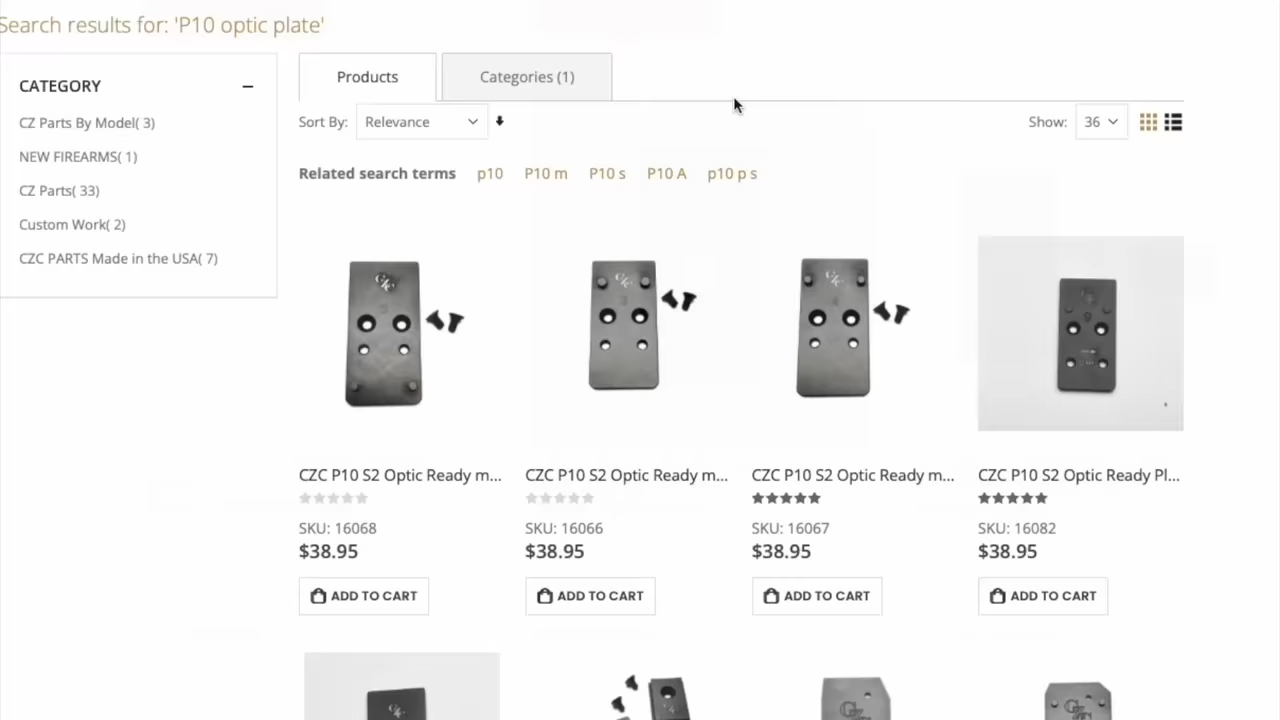 Search results for: 'P10 optic plate'
CATEGORY
CZ Parts By Model( 3)
NEW FIREARMS( 1)
CZ Parts( 33)
Custom Work( 2)
CZC PARTS Made in the USA( 7)
Products
Categories (1)
Sort By: Relevance
Show: 36
Related search terms p10 P10 m P10 s P10 A p10 p s
CZC P10 S2 Optic Ready m...
SKU: 16068
$38.95
ADD TO CART
CZC P10 S2 Optic Ready m...
SKU: 16066
$38.95
ADD TO CART
CZC P10 S2 Optic Ready m...
SKU: 16067
$38.95
ADD TO CART
CZC P10 S2 Optic Ready Pl...
SKU: 16082
$38.95
ADD TO CART